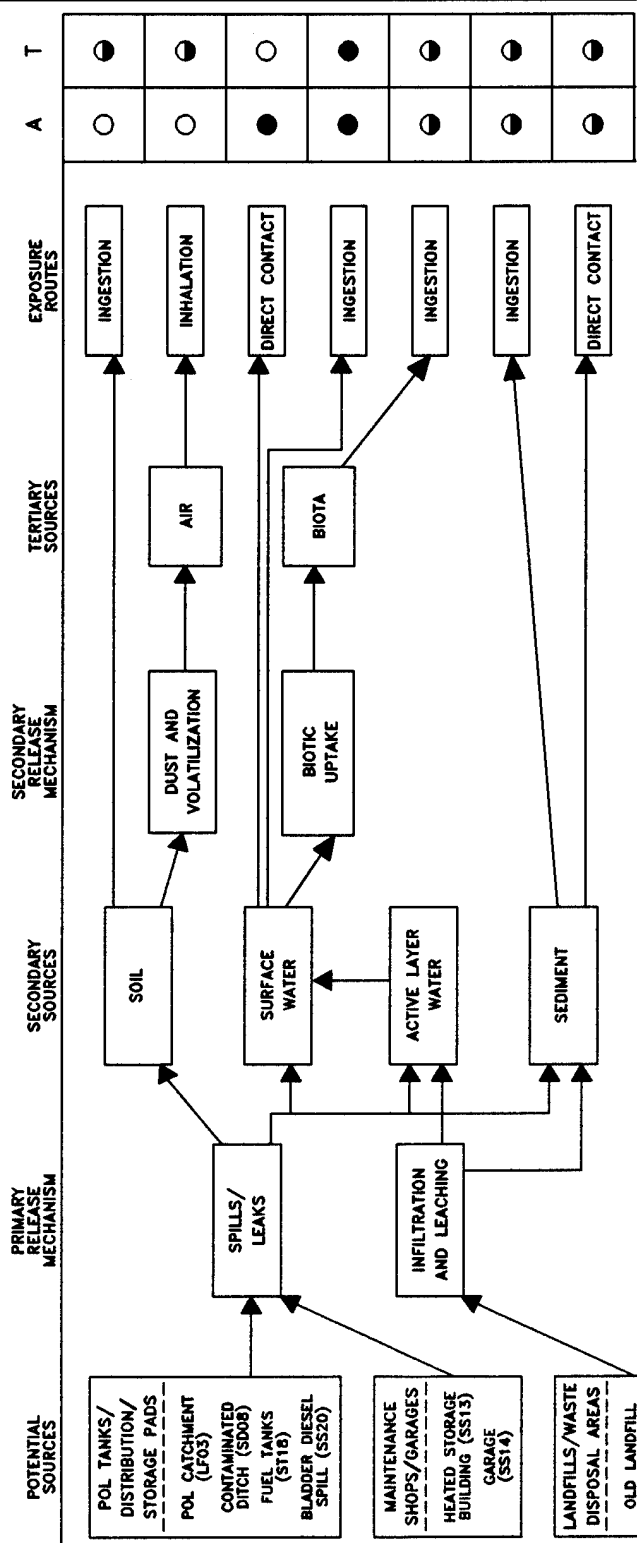 POTENTIAL
SOURCES
PRIMARY
RELEASE
MECHANISM
SECONDARY
SOURCES
SECONDARY
RELEASE
MECHANISM
TERTIARY
SOURCES
EXPOSURE
ROUTES
A
T
POL TANKS/
DISTRIBUTION/
STORAGE PADS
POL CATCHMENT
(LF03)
CONTAMINATED
DITCH (SD08)
FUEL TANKS
(ST18)
BLADDER DIESEL
SPILL (SS20)
MAINTENANCE
SHOPS/GARAGES
HEATED STORAGE
BUILDING (SS13)
GARAGE
(SS14)
LANDFILLS/WASTE
DISPOSAL AREAS
OLD LANDFILL
SPILLS/
LEAKS
INFILTRATION
AND LEACHING
SOIL
SURFACE
WATER
ACTIVE LAYER
WATER
SEDIMENT
DUST AND
VOLATILIZATION
BIOTIC
UPTAKE
AIR
BIOTA
INGESTION
INHALATION
DIRECT CONTACT
INGESTION
INGESTION
INGESTION
DIRECT CONTACT